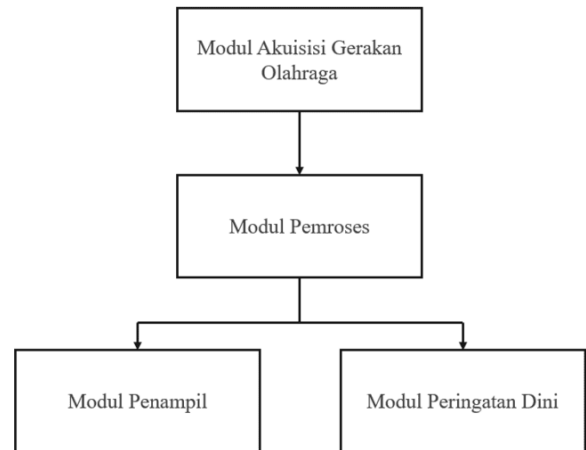 Modul Akuisisi Gerakan
Olahraga
Modul Pemroses
Modul Penampil
Modul Peringatan Dini